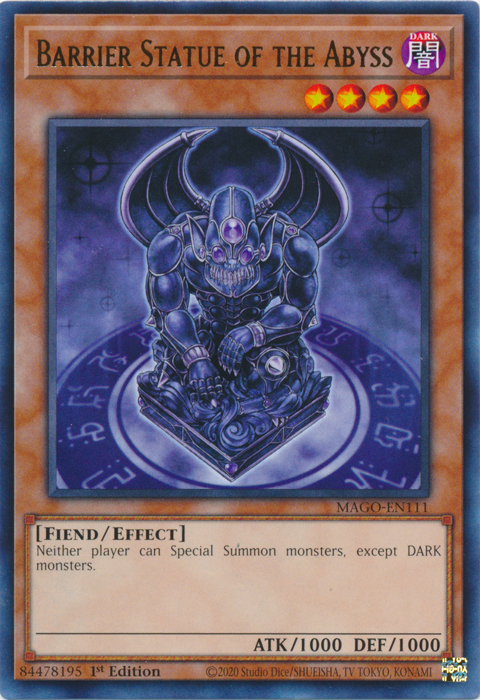 BARRIER STATUE OF THE ABYSS
DARK
闇
MAGO-EN111
[FIEND/EFFECT]
Neither player can Special Summon monsters, except DARK
monsters.
ATK/1000 DEF/1000
84478195 1st Edition ©2020 Studio Dice/SHUEISHA, TV TOKYO, KONAMI